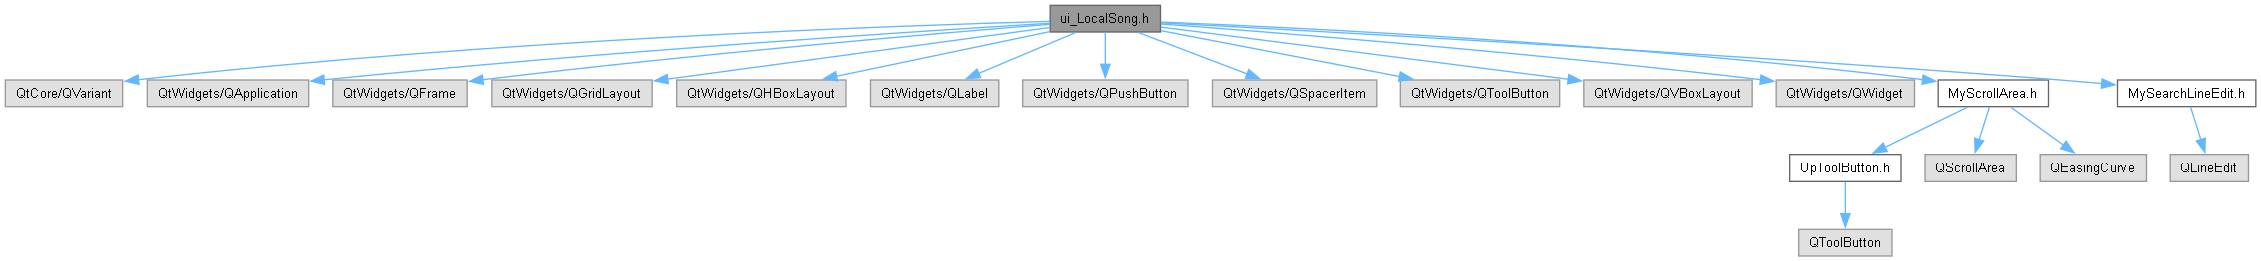 ui_LocalSong.h
QtCore/QVariant
QtWidgets/QApplication
QtWidgets/QFrame
QtWidgets/QGridLayout
QtWidgets/QHBoxLayout
QtWidgets/QLabel
QtWidgets/QPushButton
QtWidgets/QSpacerItem
QtWidgets/QToolButton
QtWidgets/QVBoxLayout
QtWidgets/QWidget
MyScrollArea.h
MySearchLineEdit.h
UpToolButton.h
QScrollArea
QEasingCurve
QLineEdit
QToolButton